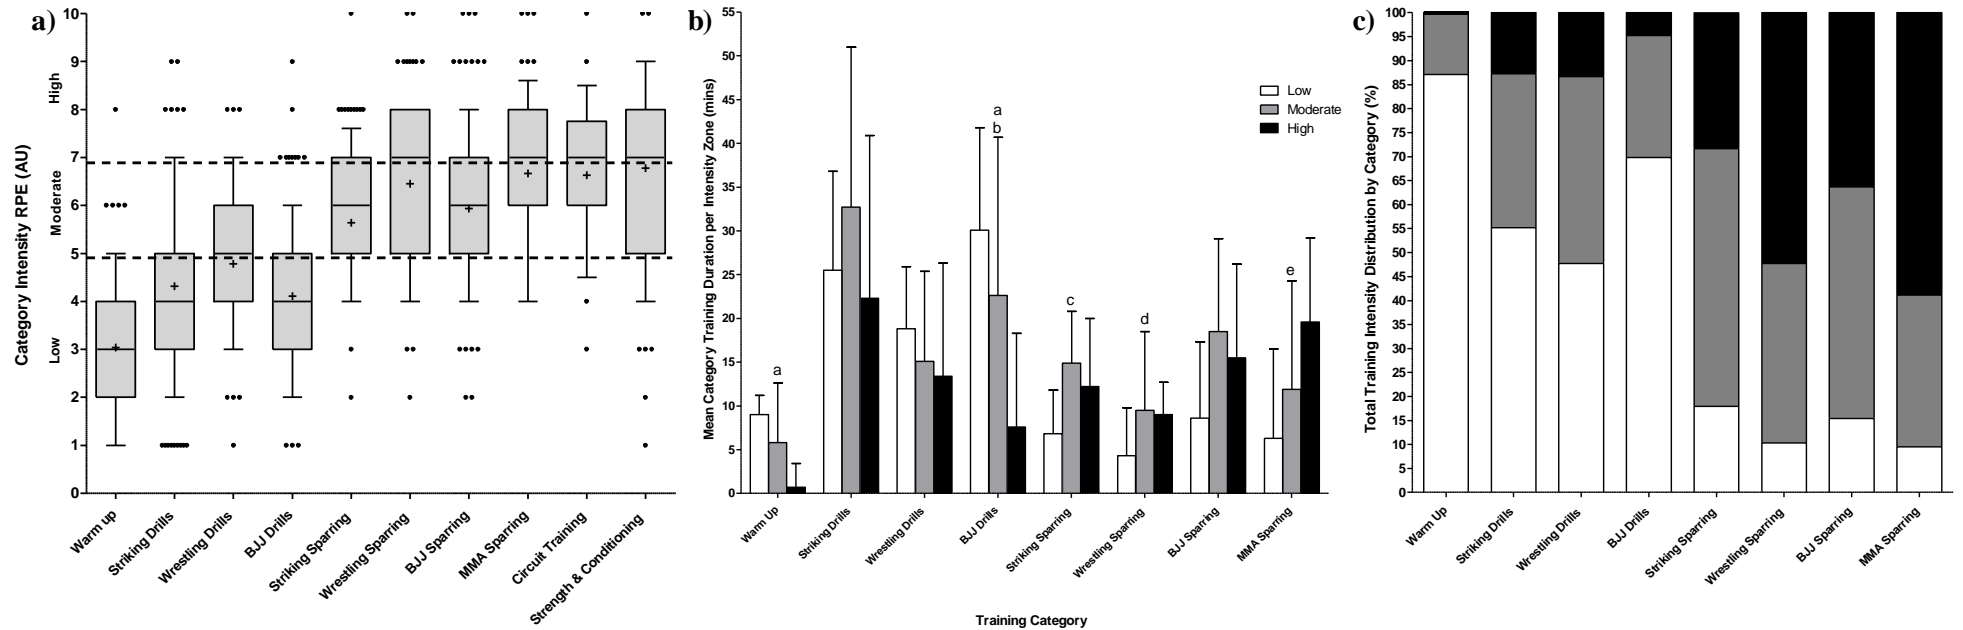 a)
Category Intensity RPE (AU)
High
Moderate
Low
10
9
8
7
6
5
4
3
2
1
0
Warm up
Striking Drills
Wrestling Drills
BJJ Drills
Striking Sparring
Wrestling Sparring
BJJ Sparring
MMA Sparring
Circuit Training
Strength & Conditioning
b)
Mean Category Training Duration per Intensity Zone (mins)
55
50
45
40
35
30
25
20
15
10
5
0
a
a
b
c
d
e
Low
Moderate
High
Warm Up
Striking Drills
Wrestling Drills
BJJ Drills
Striking Sparring
Wrestling Sparring
BJJ Sparring
MMA Sparring
Training Category
c)
Total Training Intensity Distribution by Category (%)
100
95
90
85
80
75
70
65
60
55
50
45
40
35
30
25
20
15
10
5
0
Warm Up
Striking Drills
Wrestling Drills
BJJ Drills
Striking Sparring
Wrestling Sparring
BJJ Sparring
MMA Sparring